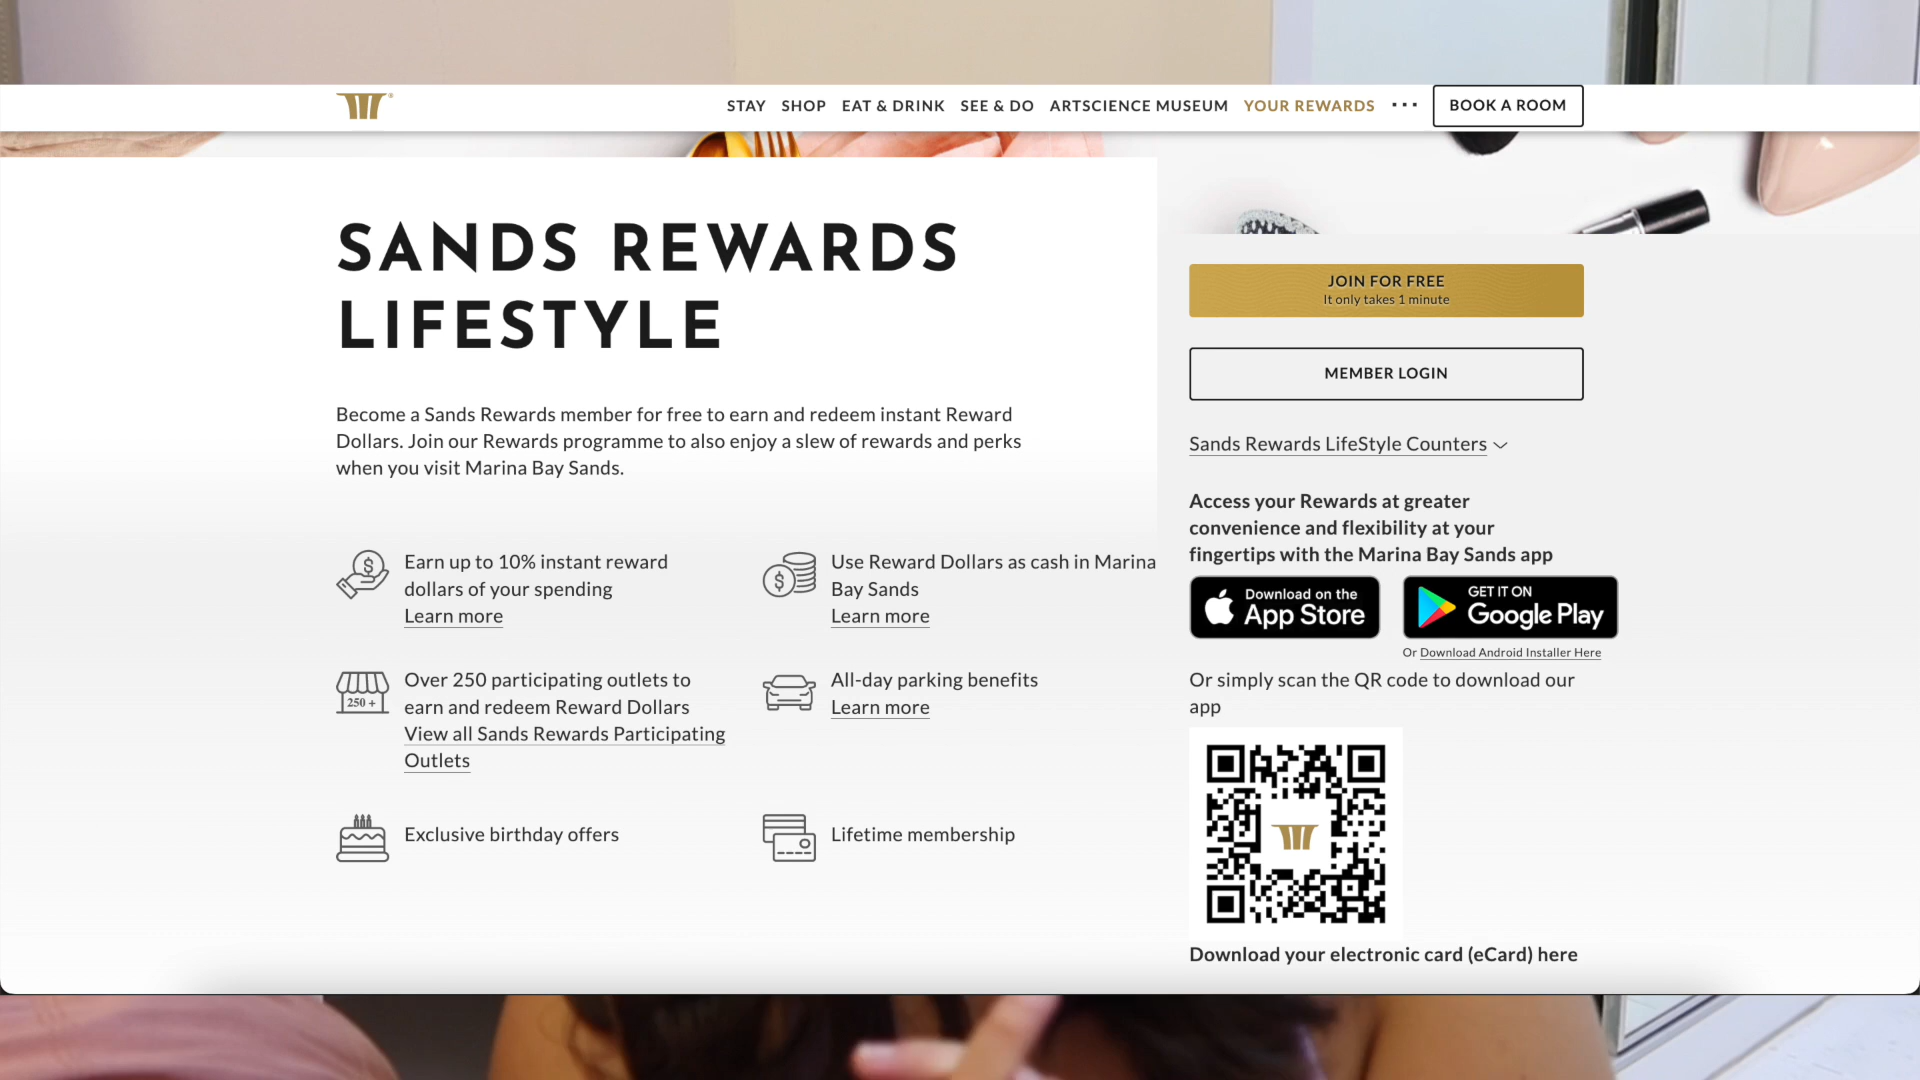 STAY SHOP EAT & DRINK SEE & DO ARTSCIENCE MUSEUM YOUR REWARDS ••• BOOK A ROOM
SANDS REWARDS
LIFESTYLE
Become a Sands Rewards member for free to earn and redeem instant Reward
Dollars. Join our Rewards programme to also enjoy a slew of rewards and perks
when you visit Marina Bay Sands.
Earn up to 10% instant reward
dollars of your spending
Learn more
Use Reward Dollars as cash in Marina
Bay Sands
Learn more
250 +
Over 250 participating outlets to
earn and redeem Reward Dollars
View all Sands Rewards Participating
Outlets
All-day parking benefits
Learn more
Exclusive birthday offers
Lifetime membership
JOIN FOR FREE
It only takes 1 minute
MEMBER LOGIN
Sands Rewards LifeStyle Counters
Access your Rewards at greater
convenience and flexibility at your
fingertips with the Marina Bay Sands app
Download on the
App Store
GET IT ON
Google Play
Or Download Android Installer Here
Or simply scan the QR code to download our
app
Download your electronic card (eCard) here